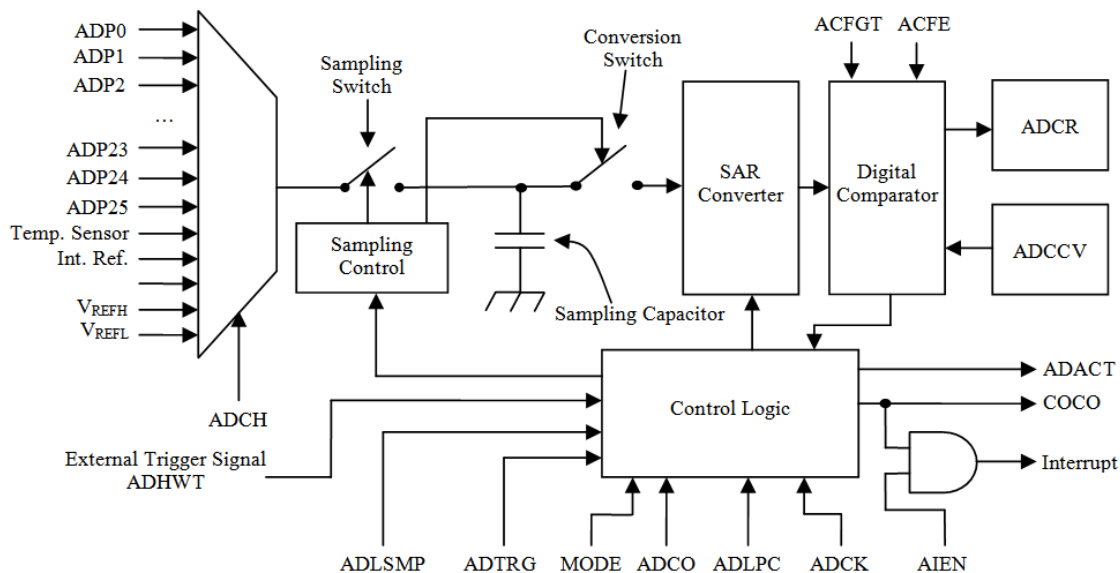 ADP0
ADP1
ADP2
...
ADP23
ADP24
ADP25
Temp. Sensor
Int. Ref.
VREFH
VREFL
ADCH
Sampling
Switch
Sampling
Control
Conversion
Switch
Sampling Capacitor
SAR
Converter
ACFGT
ACFE
Digital
Comparator
ADCR
ADCCV
Control Logic
ADACT
COCO
Interrupt
External Trigger Signal
ADHWT
ADLSMP
ADTRG
MODE
ADCO
ADLPC
ADCK
AIEN